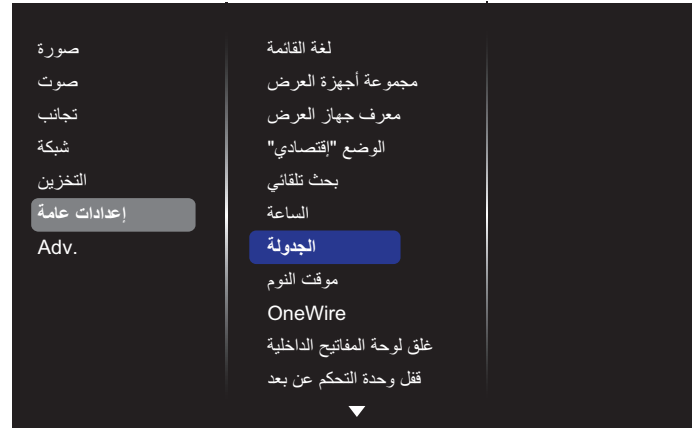 صورة
صوت
تجانب
شبكة
التخزين
إعدادات عامة
Adv.
لغة القائمة
مجموعة أجهزة العرض
معرف جهاز العرض
الوضع "إقتصادي"
بحث تلقائي
الساعة
الجدولة
موقت النوم
OneWire
غلق لوحة المفاتيح الداخلية
قفل وحدة التحكم عن بعد